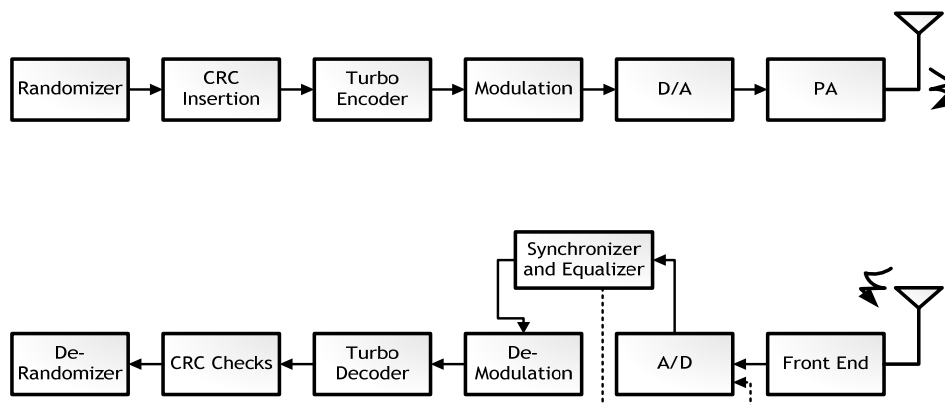 Randomizer
CRC
Insertion
Turbo
Encoder
Modulation
D/A
PA
Synchronizer
and Equalizer
De-
Randomizer
CRC Checks
Turbo
Decoder
De-
Modulation
A/D
Front End